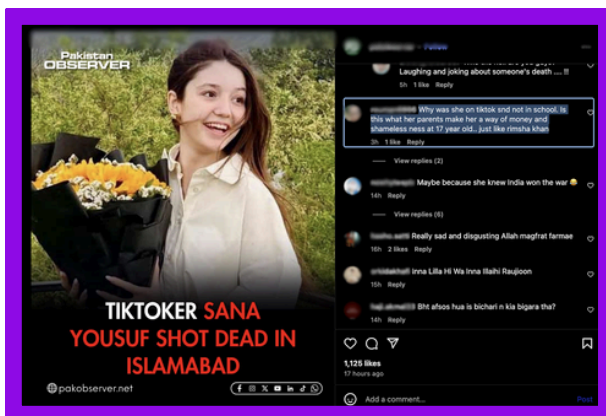 Pakistan
OBSERVER
TIKTOKER SANA
YOUSUF SHOT DEAD IN
ISLAMABAD
pakobserver.net
Follow
Laughing and joking about someone's death .... !!
5h 1 like Reply
Why was she on tiktok snd not in school. Is
this what her parents make her a way of money and
shameless ness at 17 year old.. just like rimsha khan
3h 1 like Reply
View replies (2)
Maybe because she knew India won the war 😂
14h Reply
View replies (6)
Really sad and disgusting Allah magfrat farmae
16h 2 likes Reply
Inna Lilla Hi Wa Inna Illaihi Raujioon
15h Reply
Bht afsos hua is bichari n kia bigara tha?
14h Reply
1,125 likes
17 hours ago
Add a comment...
Post